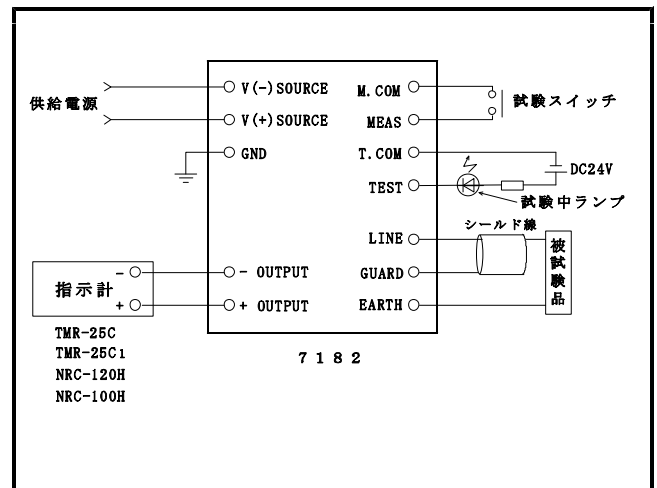 供給電源
V(-)SOURCE
V(+)SOURCE
GND
- OUTPUT
+ OUTPUT
M.COM
MEAS
T.COM
TEST
LINE
GUARD
EARTH
試験スイッチ
DC24V
試験中ランプ
シールド線
被試験品
指示計
-
+
TMR-25C
TMR-25C1
NRC-120H
NRC-100H
7182